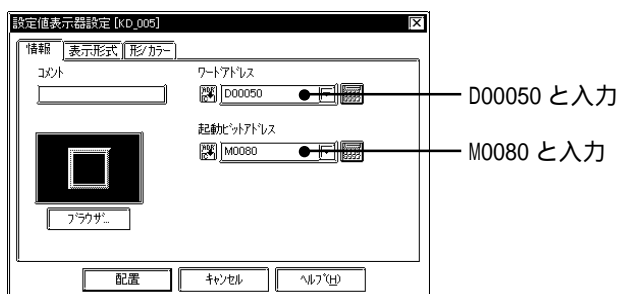 設定値表示器設定 [KD_005]
情報 表示形式 形/カラー
コメント
ワードアドレス
D00050
D00050 と入力
起動ビットアドレス
M0080
M0080 と入力
ブラウザ...
配置 キャンセル ヘルプ(H)